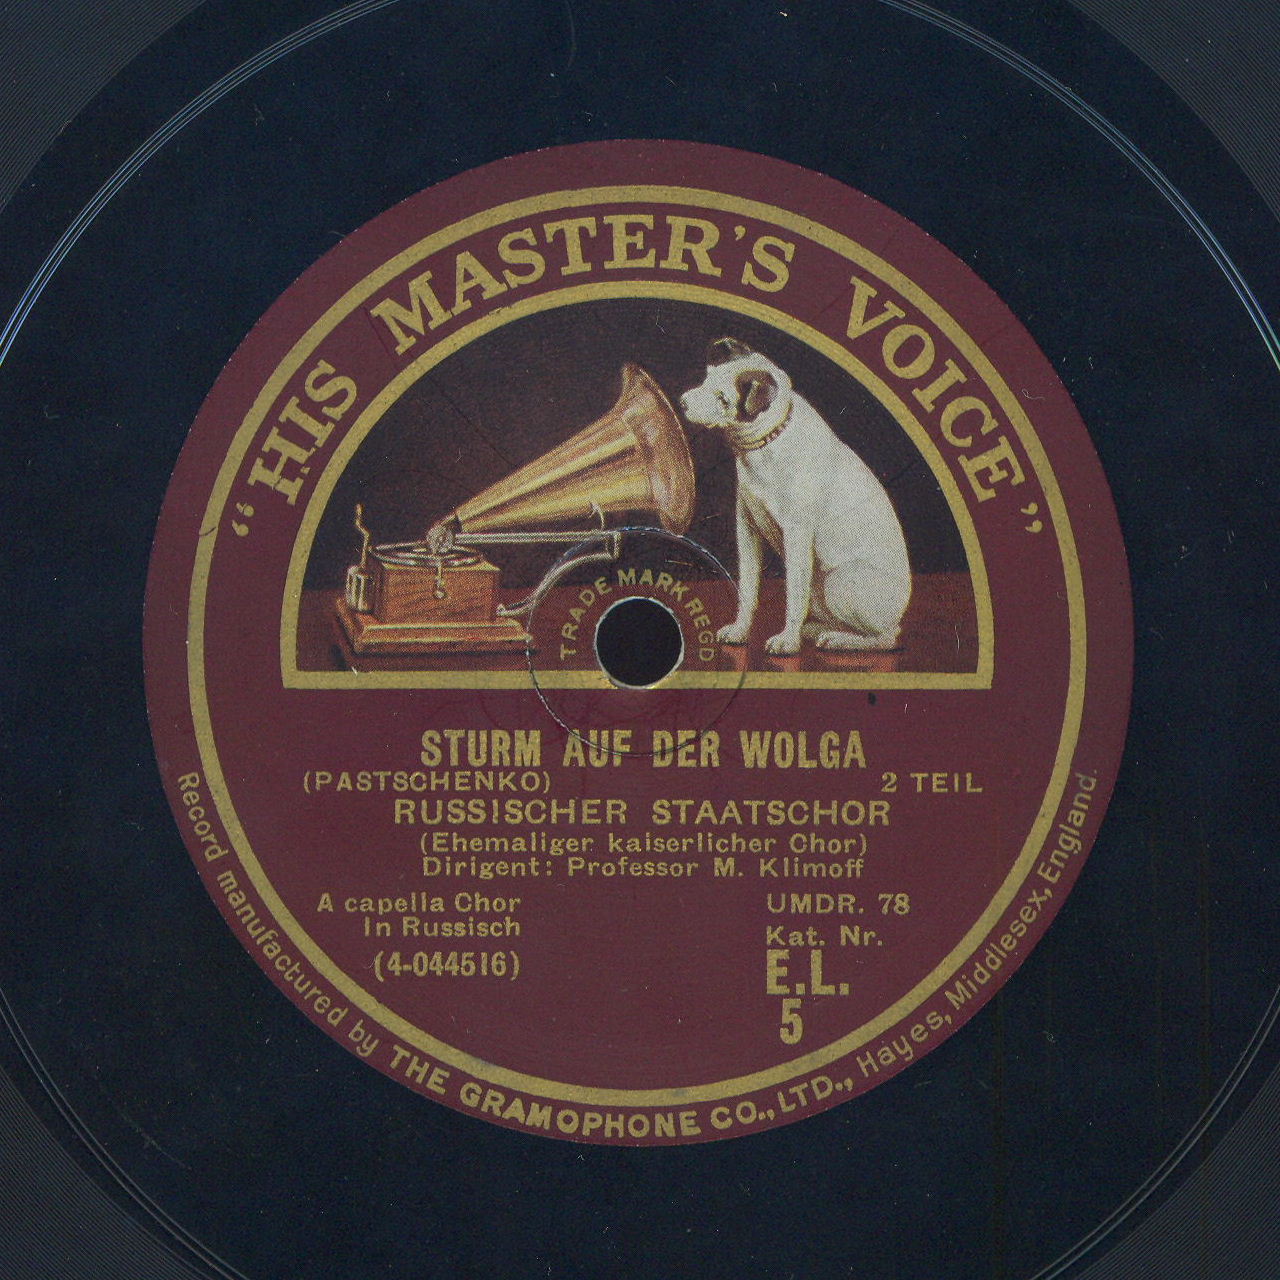 “HIS MASTER'S VOICE”
TRADE MARK REGD
STURM AUF DER WOLGA
(PASTSCHENKO) 2 TEIL
RUSSISCHER STAATSCHOR
(Ehemaliger kaiserlicher Chor)
Dirigent: Professor M. Klimoff
A capella Chor UMDR. 78
In Russisch Kat. Nr.
(4-044516) E.L.
5
Record manufactured by THE GRAMOPHONE CO., LTD., Hayes, Middlesex, England.